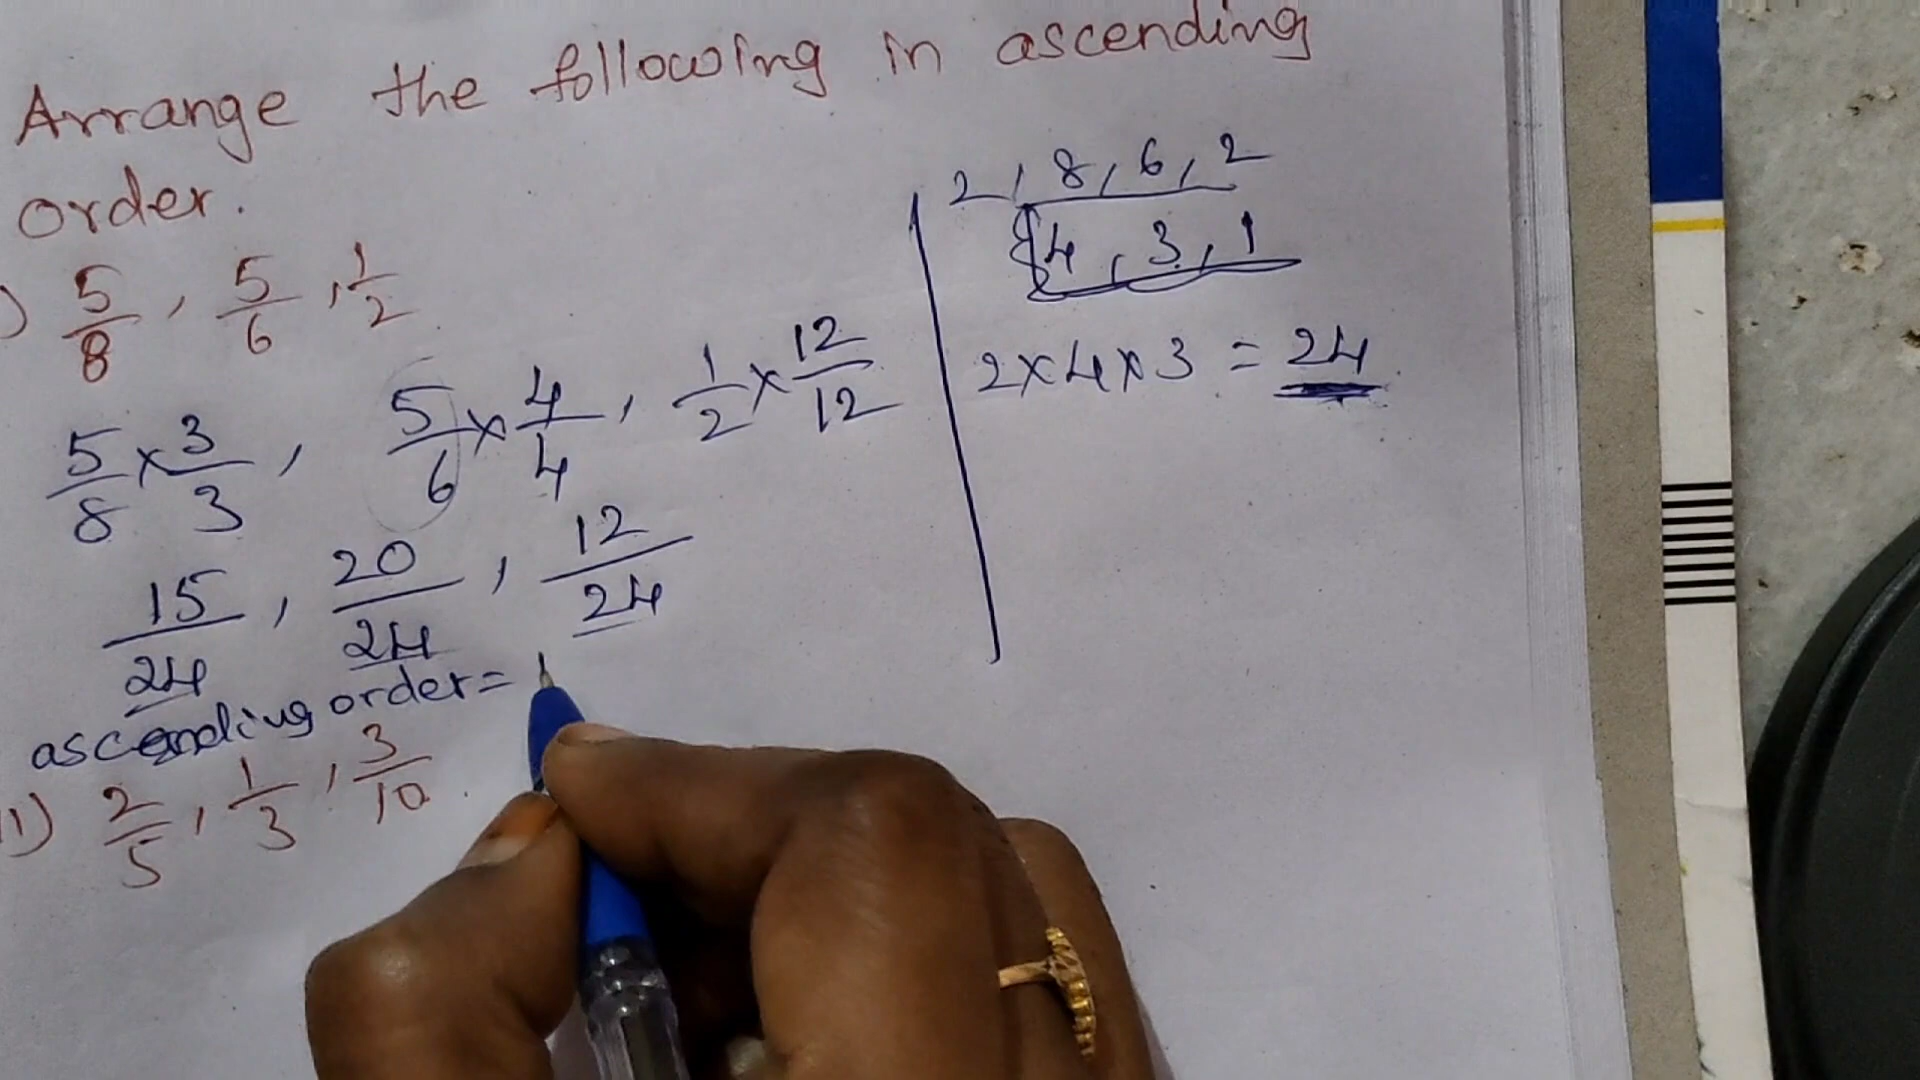 Arrange the following in ascending
order.
) 5/8, 5/6, 1/2
5/8 × 3/3, 5/6 × 4/4, 1/2 × 12/12
15/24, 20/24, 12/24
ascending order = 1
11) 2/5, 1/3, 3/10.
2, 8, 6, 2
4, 3, 1
2×4×3 = 24